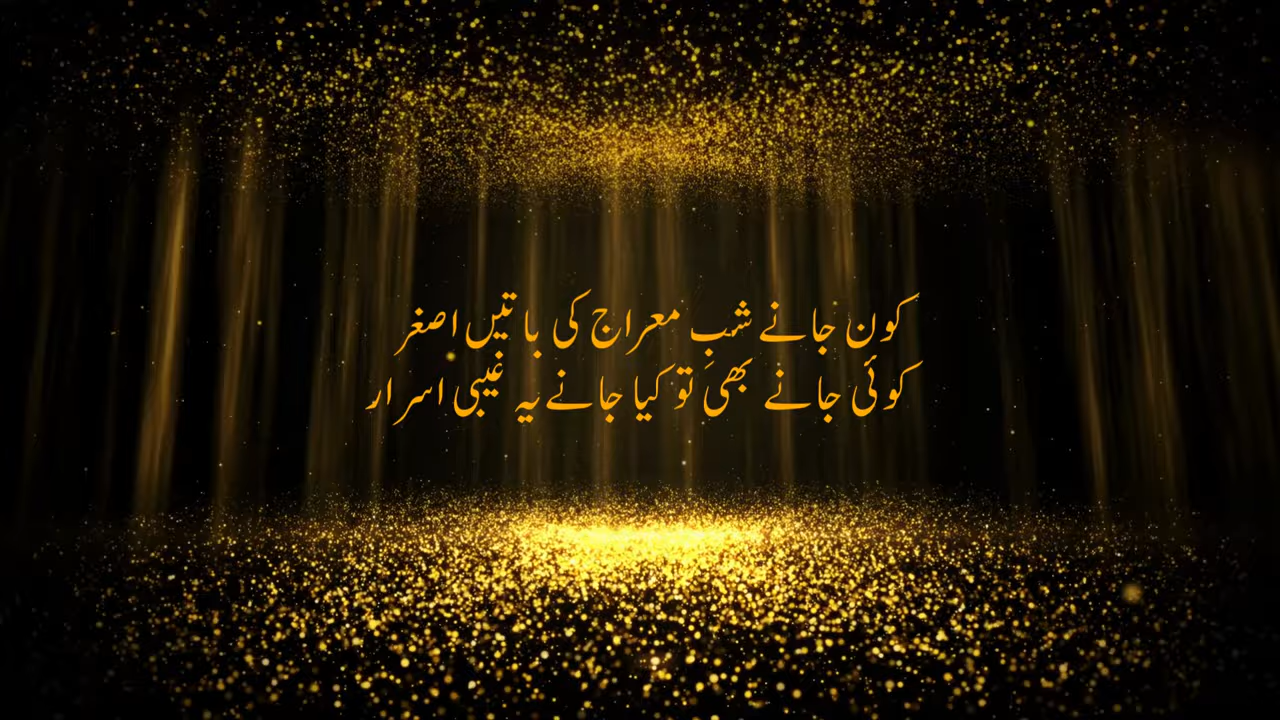 کون جانے شبِ معراج کی باتیں اصغر
کوئی جانے بھی تو کیا جانے یہ غیبی اسرار